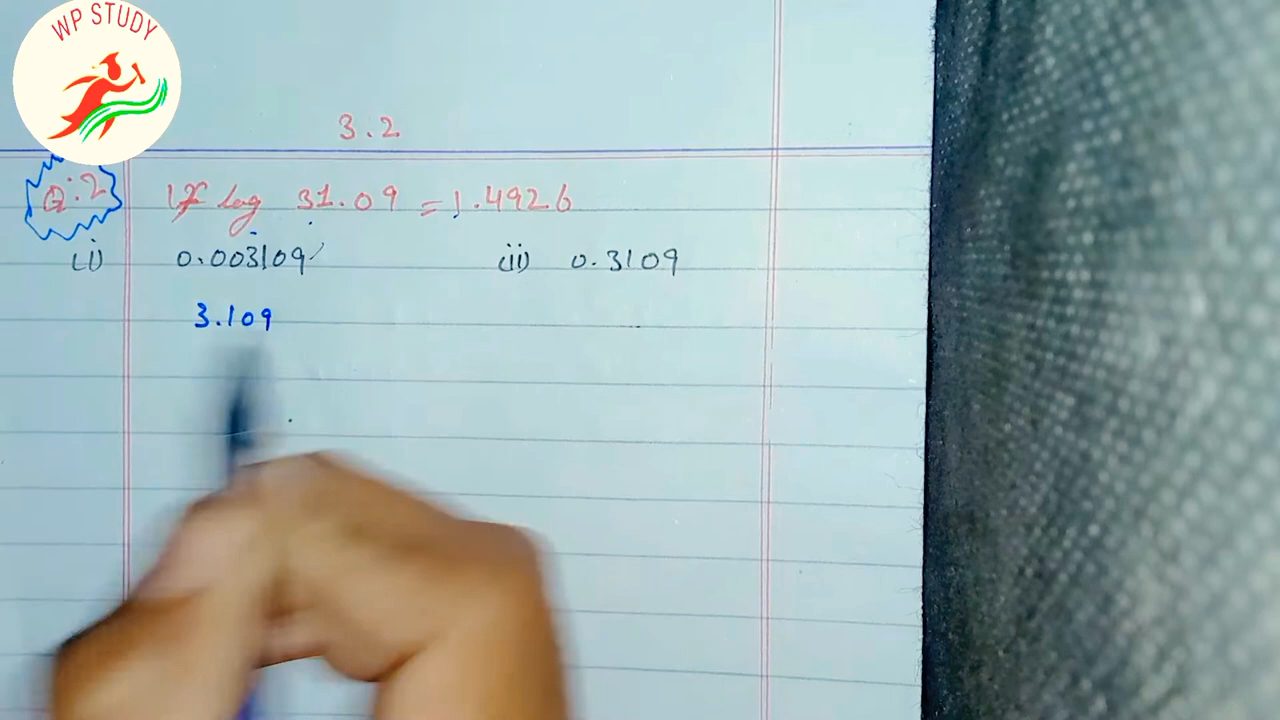 WP STUDY
3.2
Q.2 If log 31.09 = 1.4926
(i) 0.003109 (ii) 0.3109
3.109